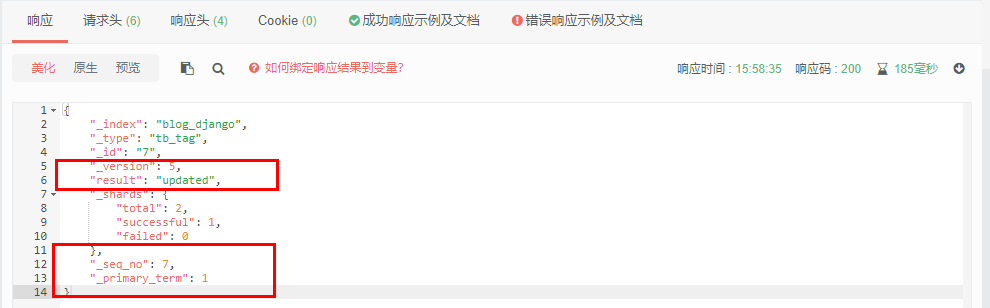 响应 请求头 (6) 响应头 (4) Cookie (0) 成功响应示例及文档 错误响应示例及文档
美化 原生 预览 如何绑定响应结果到变量? 响应时间 : 15:58:35 响应码 : 200 185毫秒
1 {
2 "_index": "blog_django",
3 "_type": "tb_tag",
4 "_id": "7",
5 "_version": 5,
6 "result": "updated",
7 "_shards": {
8 "total": 2,
9 "successful": 1,
10 "failed": 0
11 },
12 "_seq_no": 7,
13 "_primary_term": 1
14 }